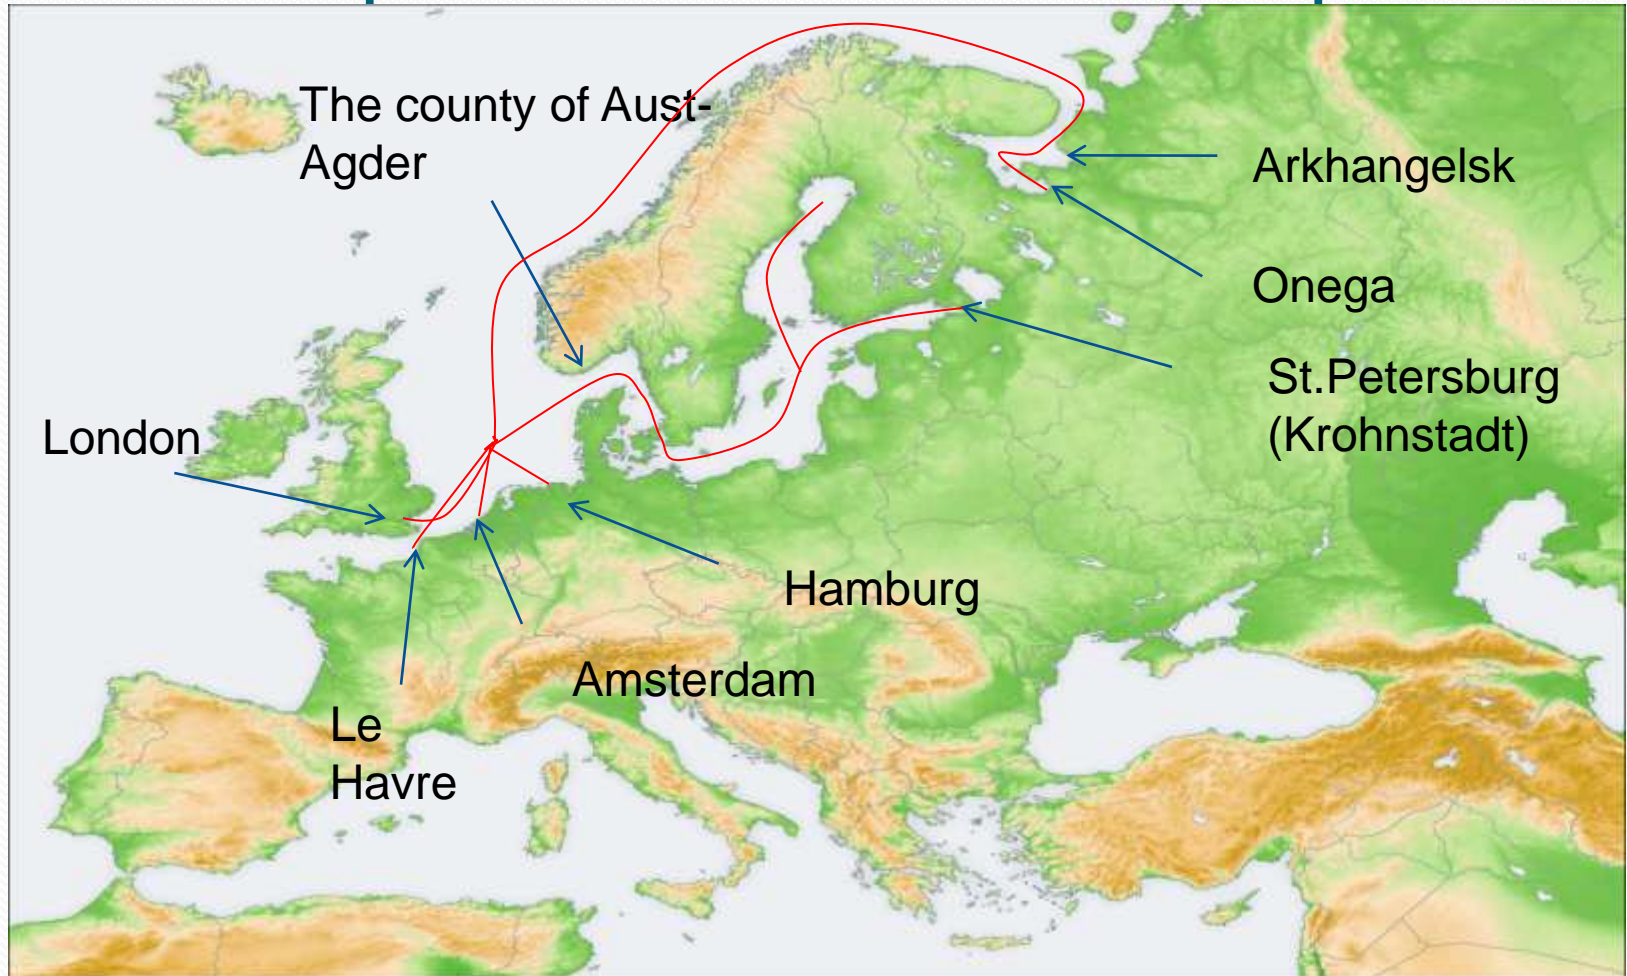 The county of Aust-
Agder
Arkhangelsk
Onega
St.Petersburg
(Krohnstadt)
London
Hamburg
Amsterdam
Le
Havre